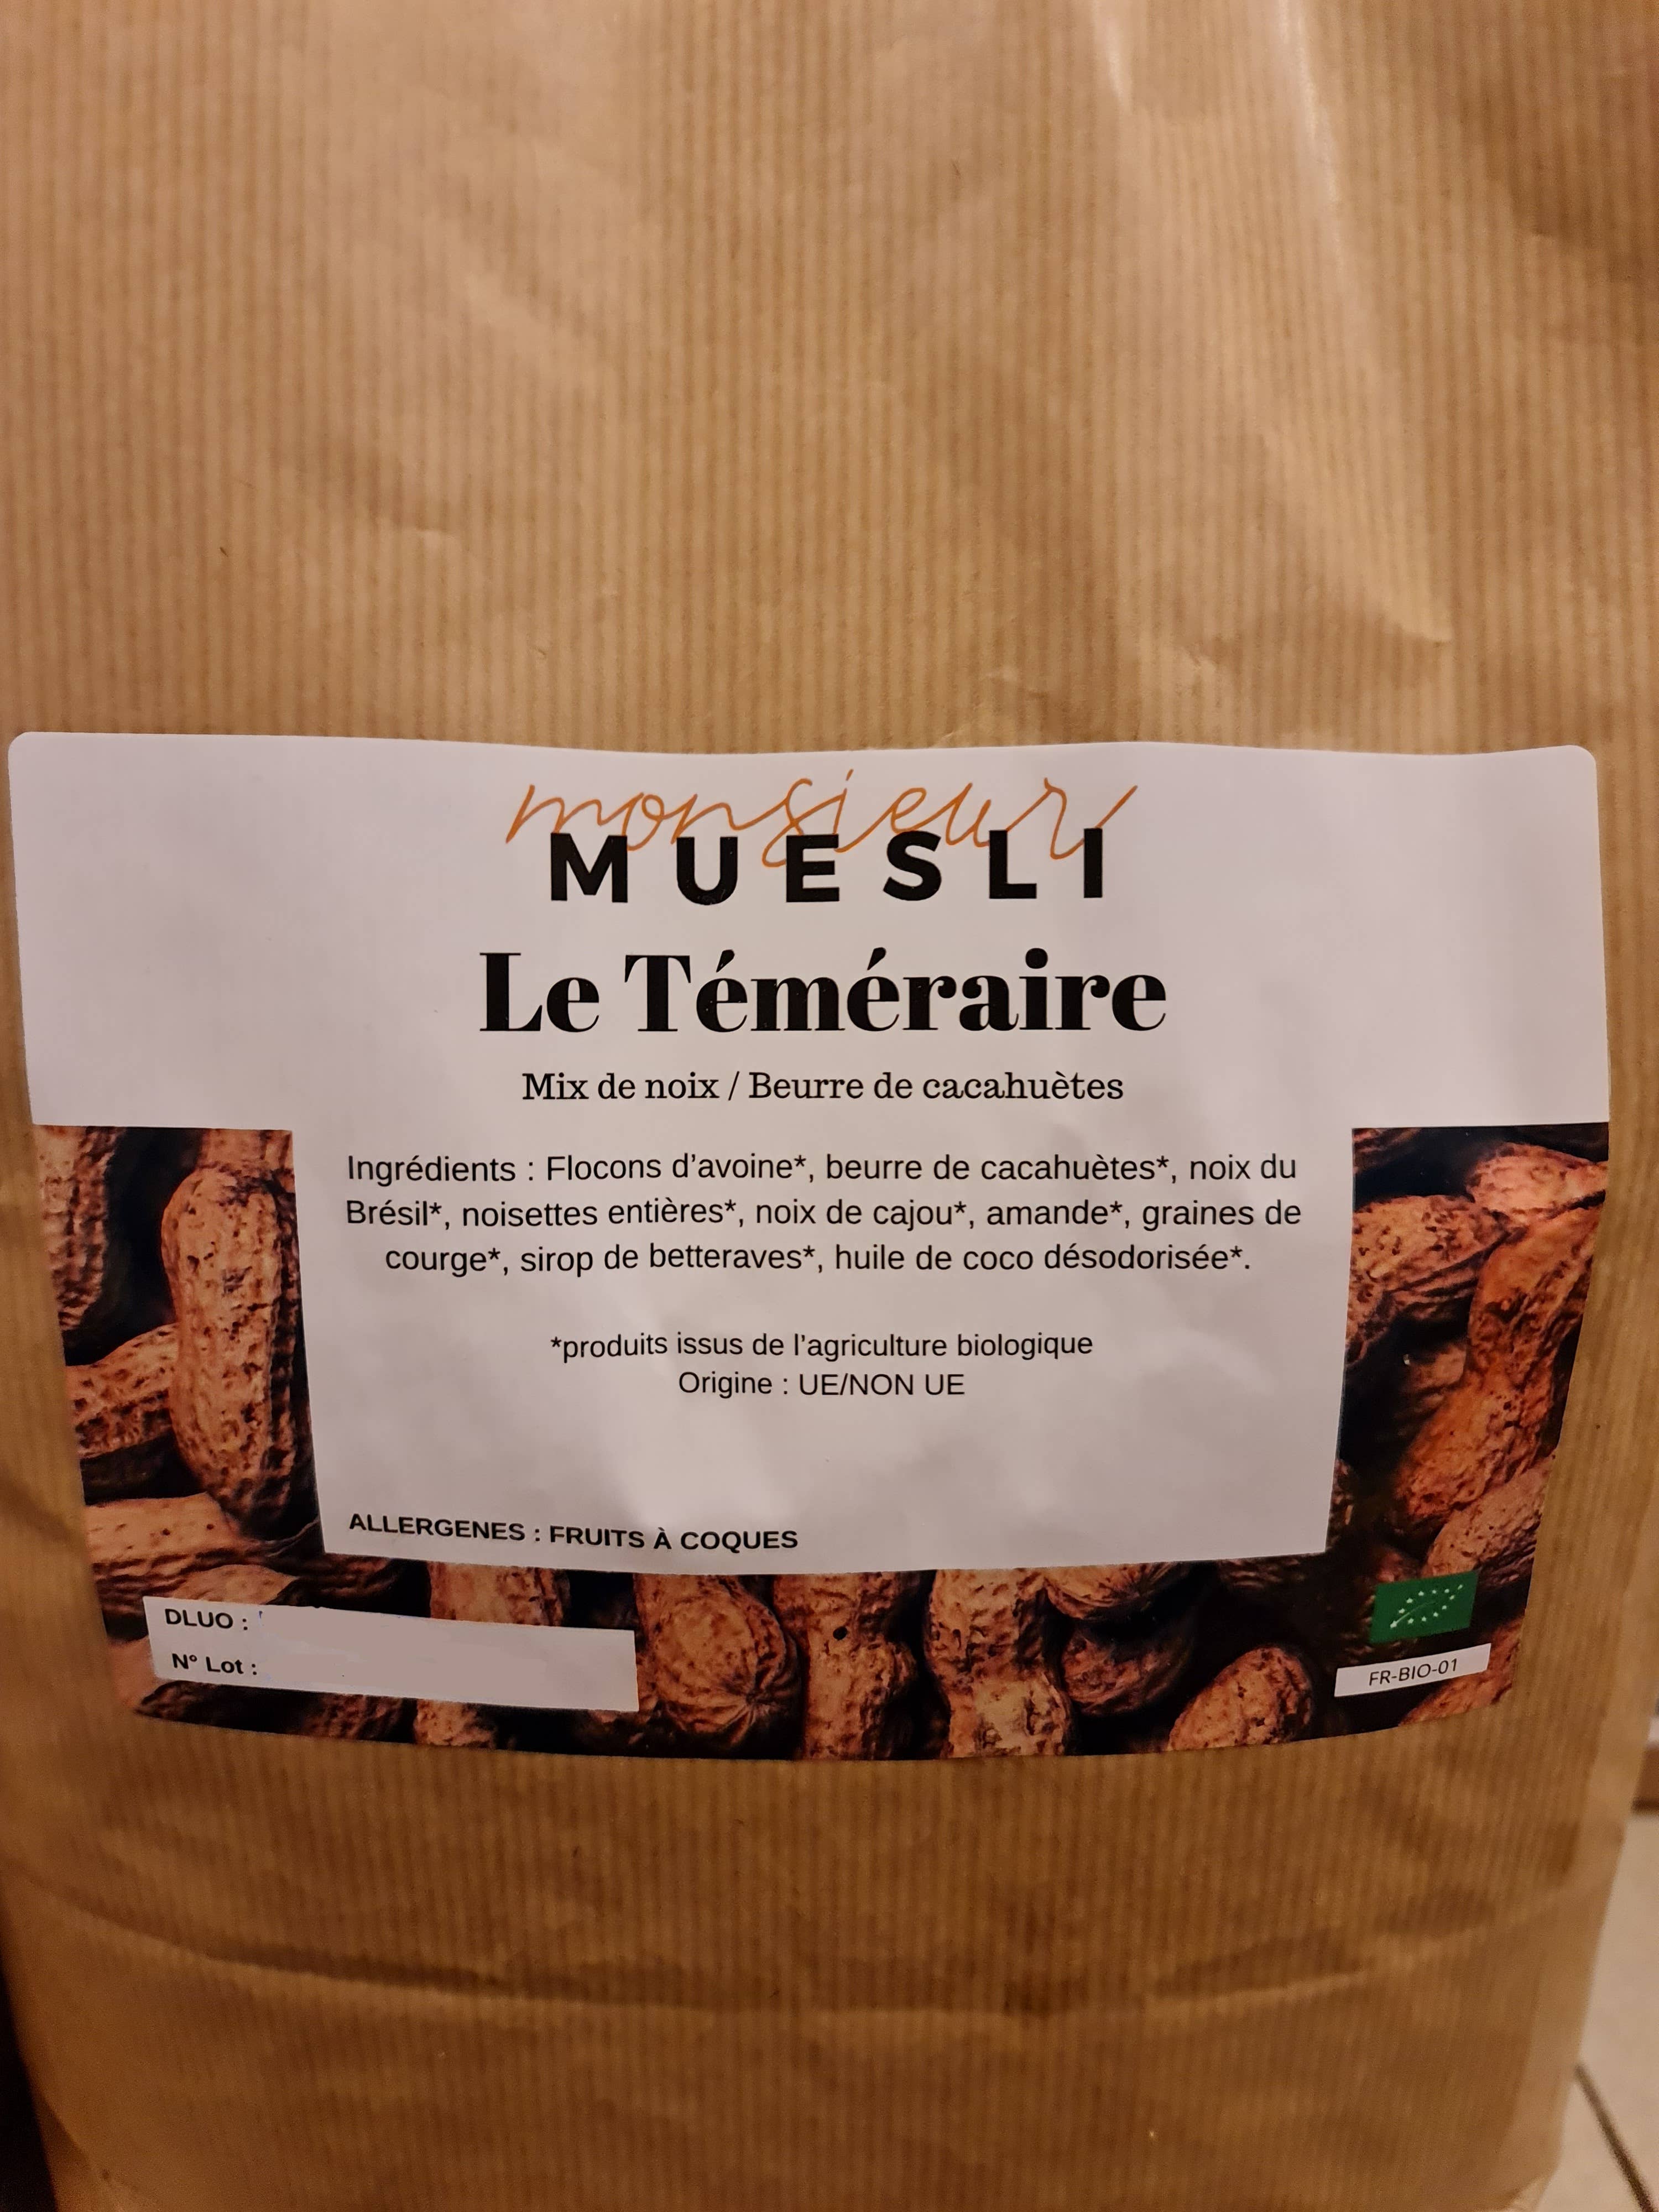 monsieur
MUESLI
Le Téméraire
Mix de noix / Beurre de cacahuètes
Ingrédients : Flocons d’avoine*, beurre de cacahuètes*, noix du
Brésil*, noisettes entières*, noix de cajou*, amande*, graines de
courge*, sirop de betteraves*, huile de coco désodorisée*.
*produits issus de l’agriculture biologique
Origine : UE/NON UE
ALLERGENES : FRUITS À COQUES
DLUO :
N° Lot :
FR-BIO-01